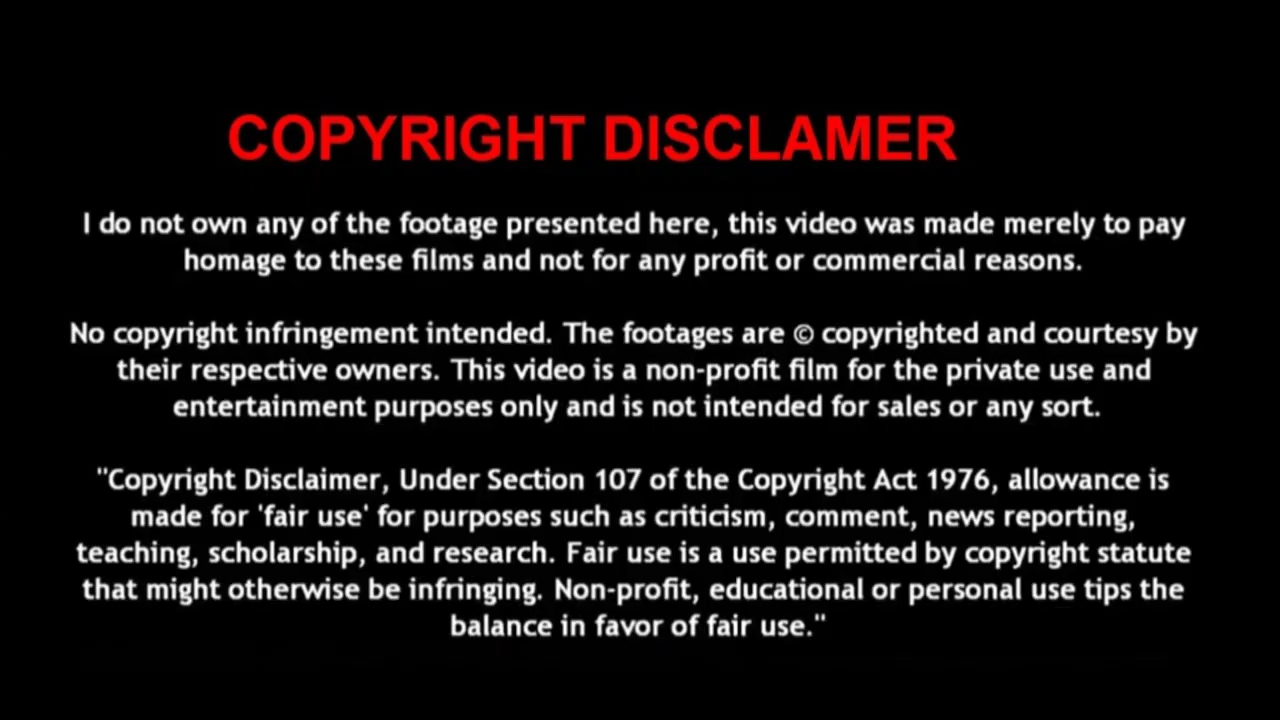 COPYRIGHT DISCLAMER
I do not own any of the footage presented here, this video was made merely to pay
homage to these films and not for any profit or commercial reasons.
No copyright infringement intended. The footages are © copyrighted and courtesy by
their respective owners. This video is a non-profit film for the private use and
entertainment purposes only and is not intended for sales or any sort.
"Copyright Disclaimer, Under Section 107 of the Copyright Act 1976, allowance is
made for 'fair use' for purposes such as criticism, comment, news reporting,
teaching, scholarship, and research. Fair use is a use permitted by copyright statute
that might otherwise be infringing. Non-profit, educational or personal use tips the
balance in favor of fair use."